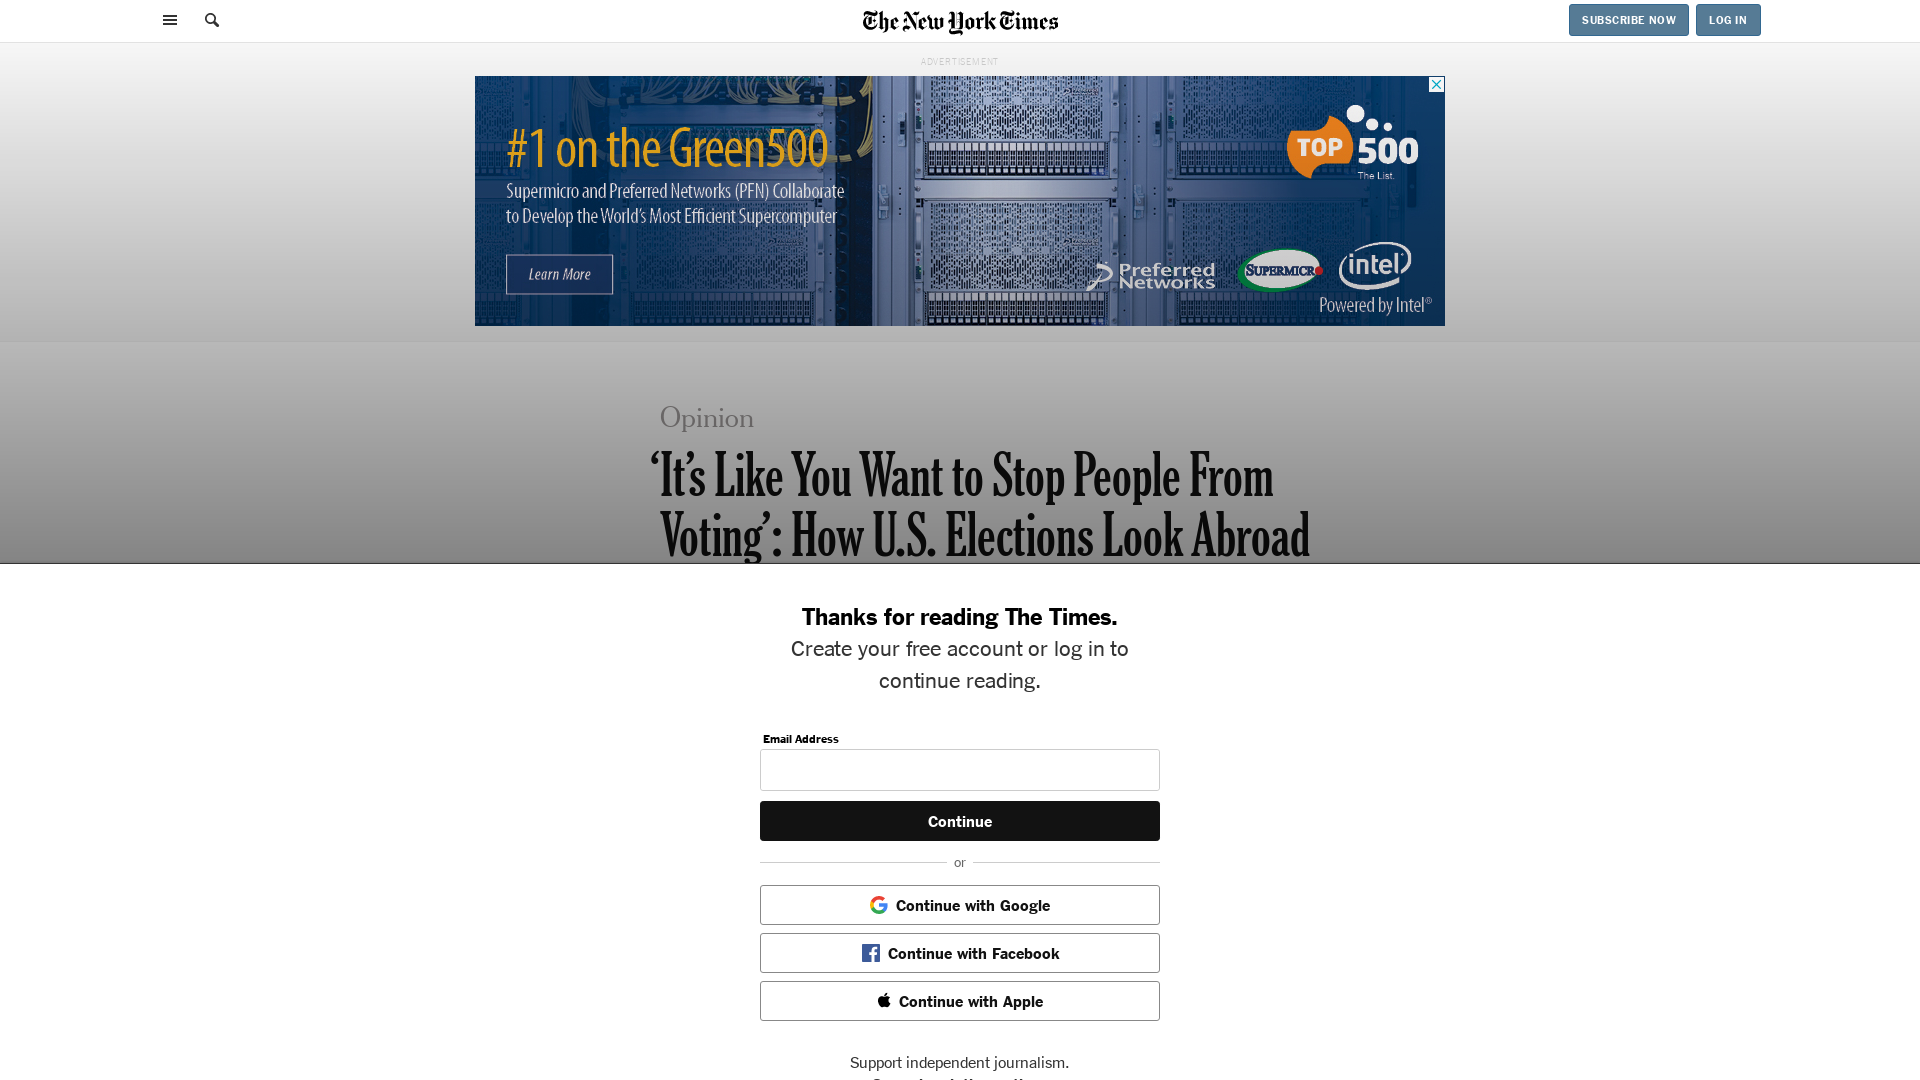 The New York Times
SUBSCRIBE NOW
LOG IN
ADVERTISEMENT
#1 on the Green500
Supermicro and Preferred Networks (PFN) Collaborate
to Develop the World's Most Efficient Supercomputer
Learn More
TOP 500
The List.
Preferred
Networks
SUPERMICR
intel
Powered by Intel®
Opinion
‘It’s Like You Want to Stop People From
Voting’: How U.S. Elections Look Abroad
Thanks for reading The Times.
Create your free account or log in to
continue reading.
Email Address
Continue
or
Continue with Google
Continue with Facebook
Continue with Apple
Support independent journalism.